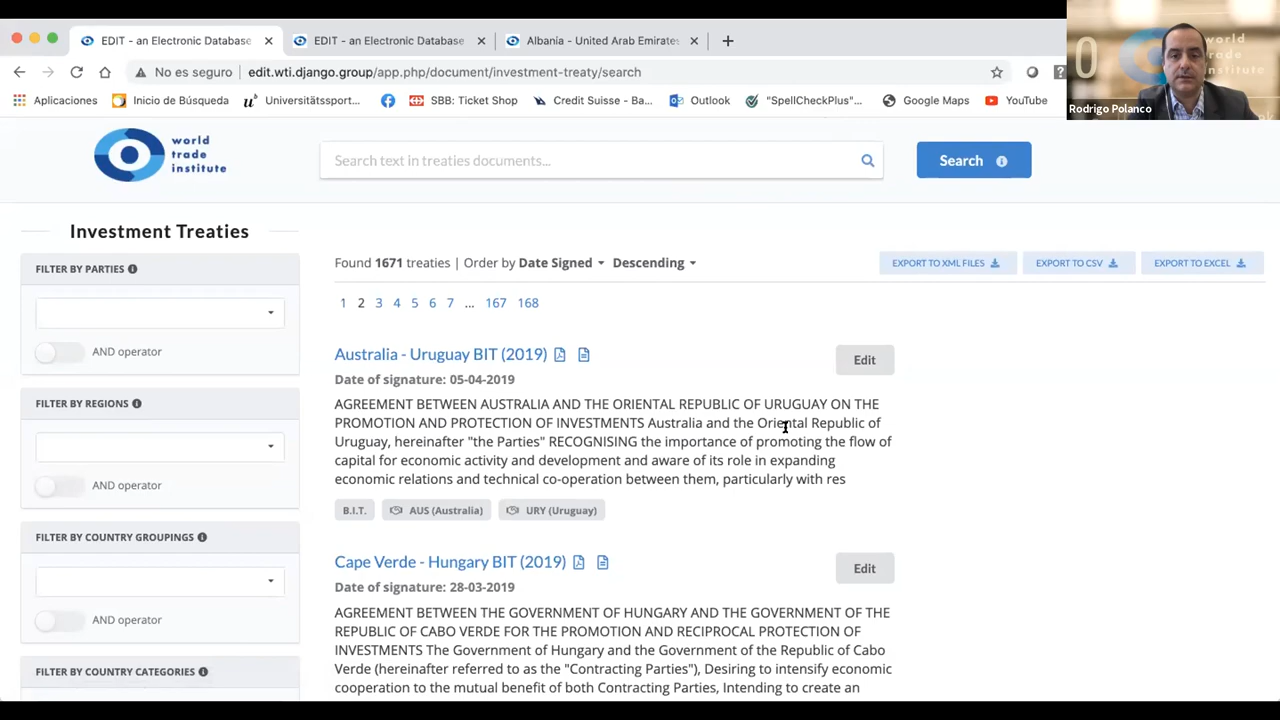 EDIT - an Electronic Database
EDIT - an Electronic Database
Albania - United Arab Emirates
No es seguro
edit.wti.django.group/app.php/document/investment-treaty/search
Aplicaciones
Inicio de Búsqueda
Universitätssport...
SBB: Ticket Shop
Credit Suisse - Ba...
Outlook
"SpellCheckPlus"...
Google Maps
YouTube
world
trade
institute
Rodrigo Polanco
world
trade
institute
Search text in treaties documents...
Search
Investment Treaties
FILTER BY PARTIES
AND operator
FILTER BY REGIONS
AND operator
FILTER BY COUNTRY GROUPINGS
AND operator
FILTER BY COUNTRY CATEGORIES
Found 1671 treaties | Order by Date Signed Descending
EXPORT TO XML FILES
EXPORT TO CSV
EXPORT TO EXCEL
1 2 3 4 5 6 7 ... 167 168
Australia - Uruguay BIT (2019)
Edit
Date of signature: 05-04-2019
AGREEMENT BETWEEN AUSTRALIA AND THE ORIENTAL REPUBLIC OF URUGUAY ON THE
PROMOTION AND PROTECTION OF INVESTMENTS Australia and the Oriental Republic of
Uruguay, hereinafter "the Parties" RECOGNISING the importance of promoting the flow of
capital for economic activity and development and aware of its role in expanding
economic relations and technical co-operation between them, particularly with res
B.I.T.
AUS (Australia)
URY (Uruguay)
Cape Verde - Hungary BIT (2019)
Edit
Date of signature: 28-03-2019
AGREEMENT BETWEEN THE GOVERNMENT OF HUNGARY AND THE GOVERNMENT OF THE
REPUBLIC OF CABO VERDE FOR THE PROMOTION AND RECIPROCAL PROTECTION OF
INVESTMENTS The Government of Hungary and the Government of the Republic of Cabo
Verde (hereinafter referred to as the "Contracting Parties"), Desiring to intensify economic
cooperation to the mutual benefit of both Contracting Parties, Intending to create an